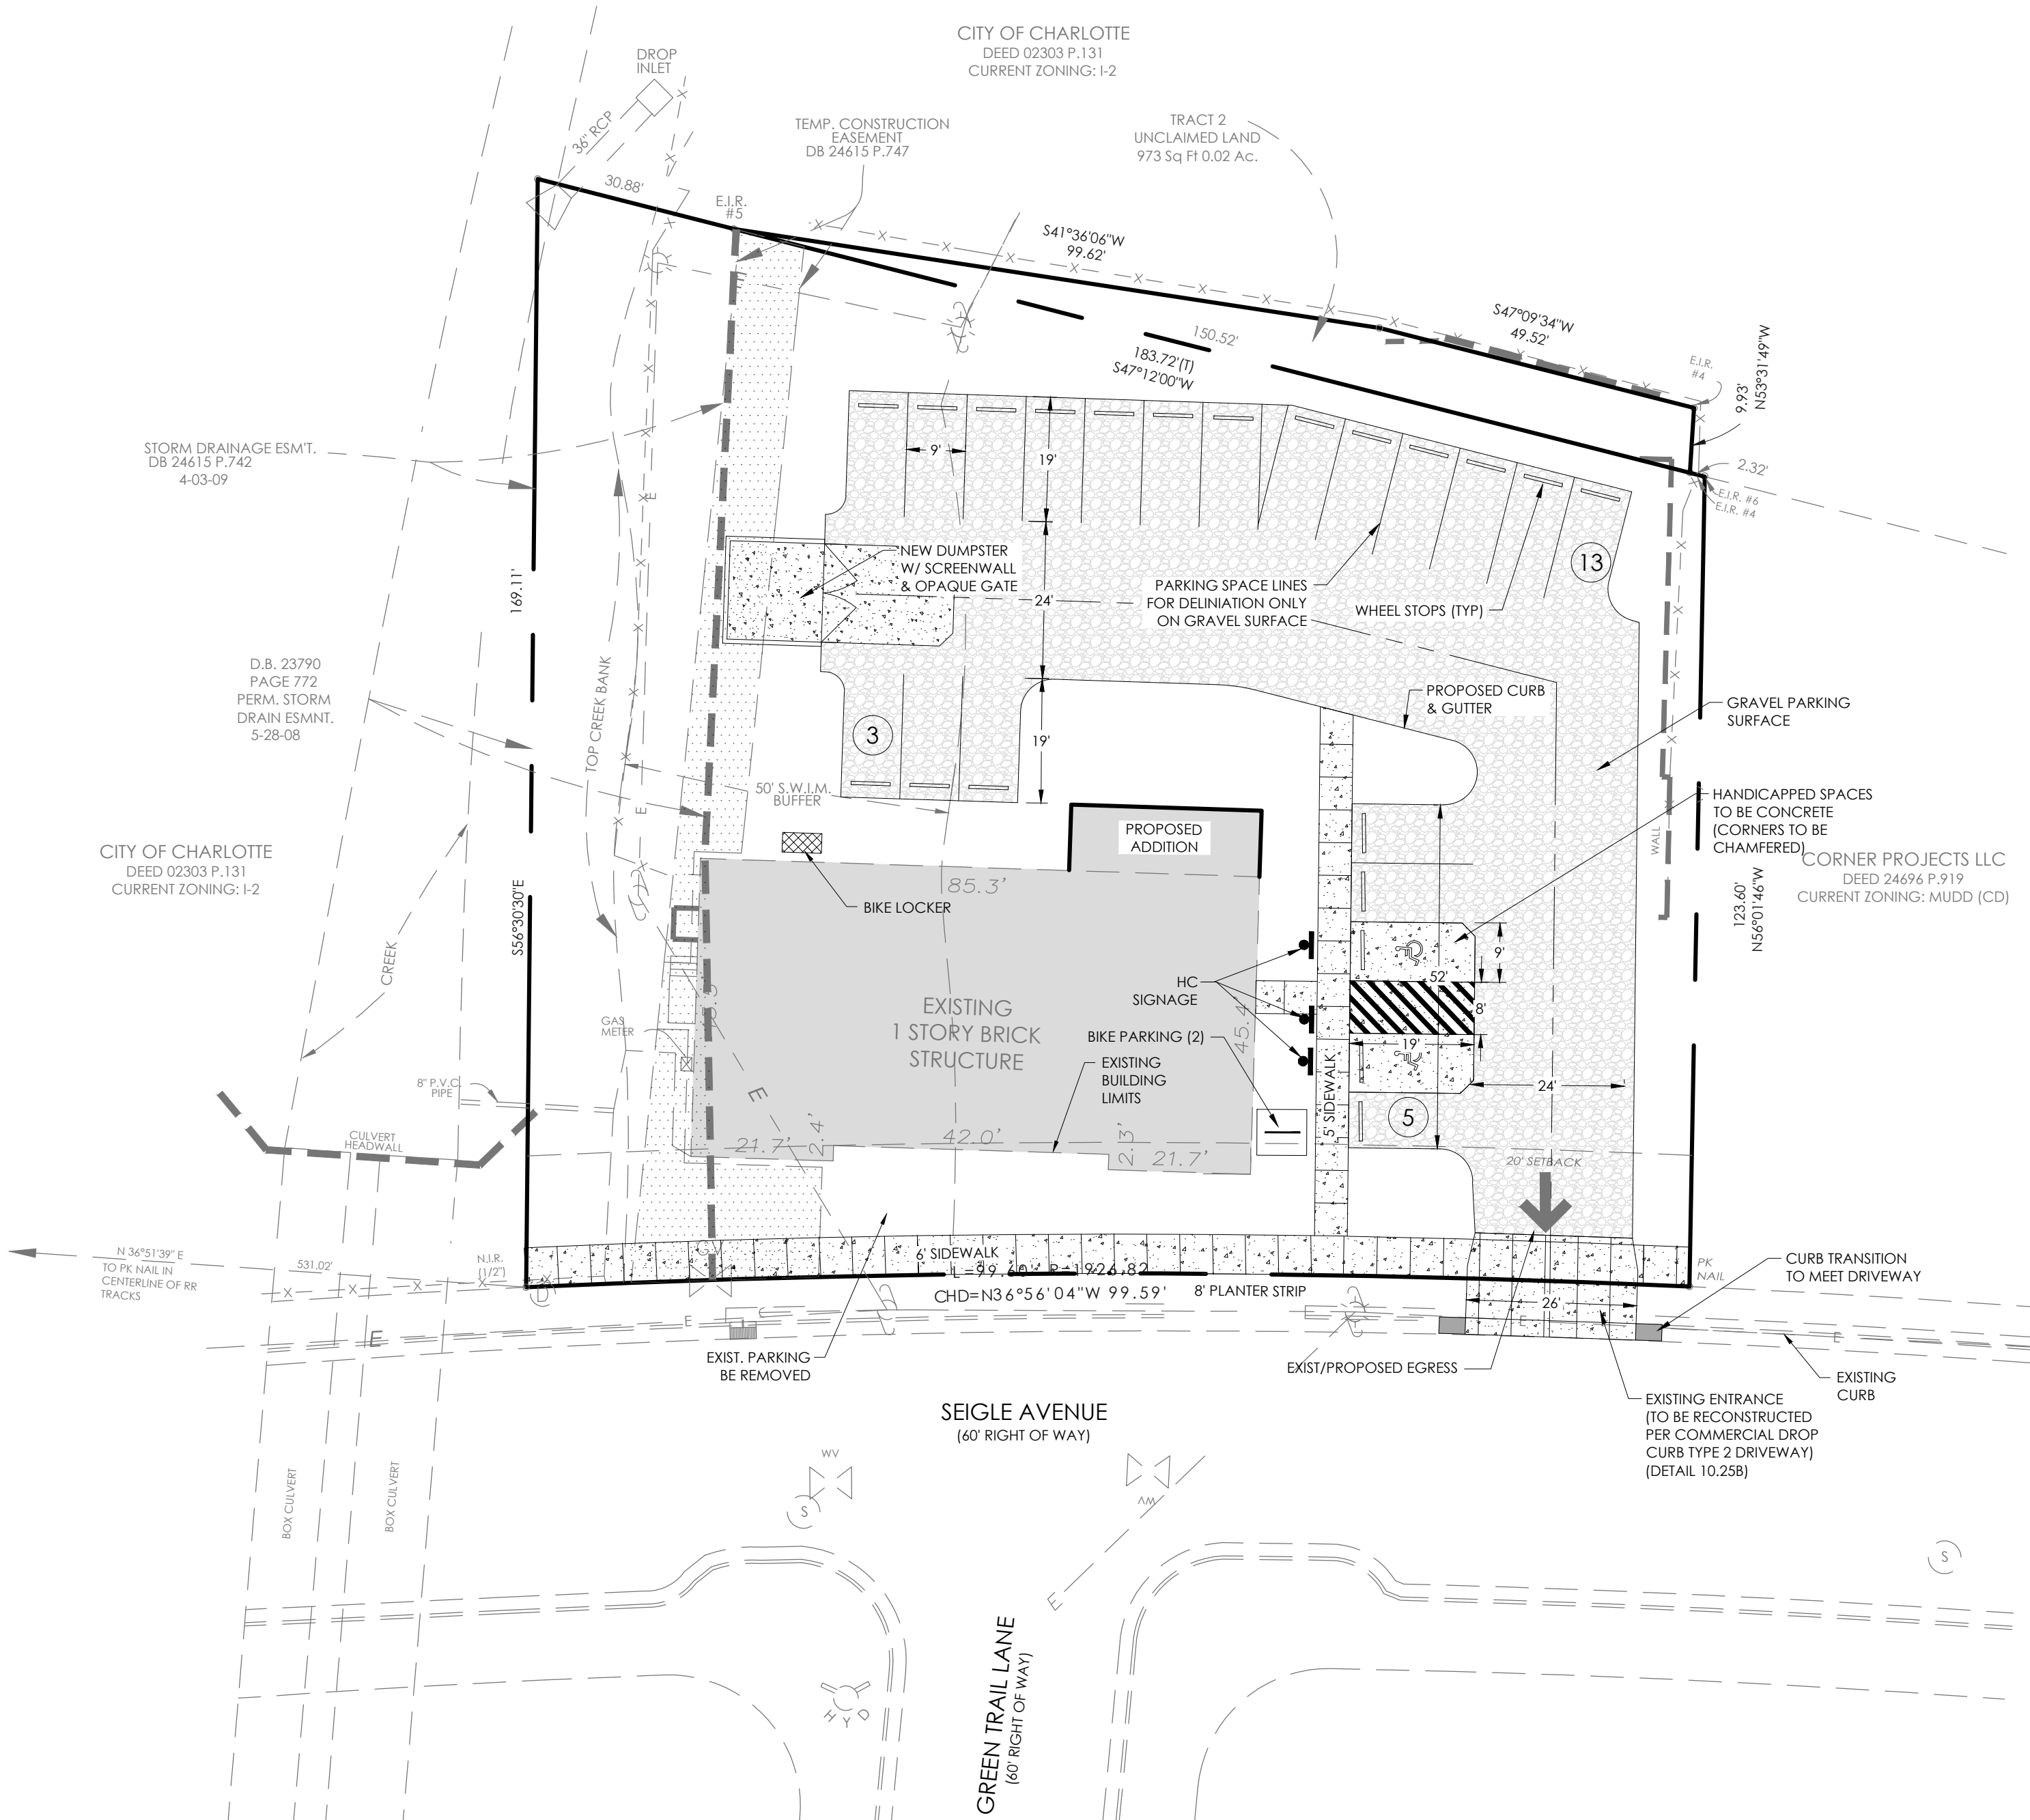 CITY OF CHARLOTTE
DEED 02303 P.131
CURRENT ZONING: I-2
DROP
INLET
36" RCP
TEMP. CONSTRUCTION
EASEMENT
DB 24615 P.747
TRACT 2
UNCLAIMED LAND
973 Sq Ft 0.02 Ac.
30.88'
E.I.R.
#5
S41°36'06"W
99.62'
S47°09'34"W
49.52'
150.52'
183.72'(T)
S47°12'00"W
E.I.R.
#4
9.93'
N53°31'49"W
2.32'
E.I.R. #6
E.I.R. #4
STORM DRAINAGE ESM'T.
DB 24615 P.742
4-03-09
9'
19'
169.11'
NEW DUMPSTER
W/ SCREENWALL
& OPAQUE GATE
24'
PARKING SPACE LINES
FOR DELINIATION ONLY
ON GRAVEL SURFACE
WHEEL STOPS (TYP)
13
D.B. 23790
PAGE 772
PERM. STORM
DRAIN ESMNT.
5-28-08
TOP CREEK BANK
3
19'
PROPOSED CURB
& GUTTER
GRAVEL PARKING
SURFACE
50' S.W.I.M.
BUFFER
HANDICAPPED SPACES
TO BE CONCRETE
(CORNERS TO BE
CHAMFERED)
WALL
CITY OF CHARLOTTE
DEED 02303 P.131
CURRENT ZONING: I-2
PROPOSED
ADDITION
CORNER PROJECTS LLC
DEED 24696 P.919
CURRENT ZONING: MUDD (CD)
85.3'
BIKE LOCKER
S56°30'30"E
123.60'
N56°01'46"W
CREEK
9'
52'
HC
SIGNAGE
8'
EXISTING
1 STORY BRICK
STRUCTURE
GAS
METER
45.4'
BIKE PARKING (2)
19'
EXISTING
BUILDING
LIMITS
8" P.V.C.
PIPE
24'
5' SIDEWALK
5
CULVERT
HEADWALL
21.7'
2.4'
42.0'
2.3'
21.7'
20' SETBACK
N 36°51'39" E
TO PK NAIL IN
CENTERLINE OF RR
TRACKS
531.02'
N.I.R.
(1/2")
GV
6' SIDEWALK
L=99.60' R=1926.82
CHD=N36°56'04"W 99.59'
8' PLANTER STRIP
PK
NAIL
CURB TRANSITION
TO MEET DRIVEWAY
26'
EXIST. PARKING
BE REMOVED
EXIST/PROPOSED EGRESS
EXISTING
CURB
EXISTING ENTRANCE
(TO BE RECONSTRUCTED
PER COMMERCIAL DROP
CURB TYPE 2 DRIVEWAY)
(DETAIL 10.25B)
SEIGLE AVENUE
(60' RIGHT OF WAY)
WV
WV
S
S
BOX CULVERT
BOX CULVERT
HYD
GREEN TRAIL LANE
(60' RIGHT OF WAY)